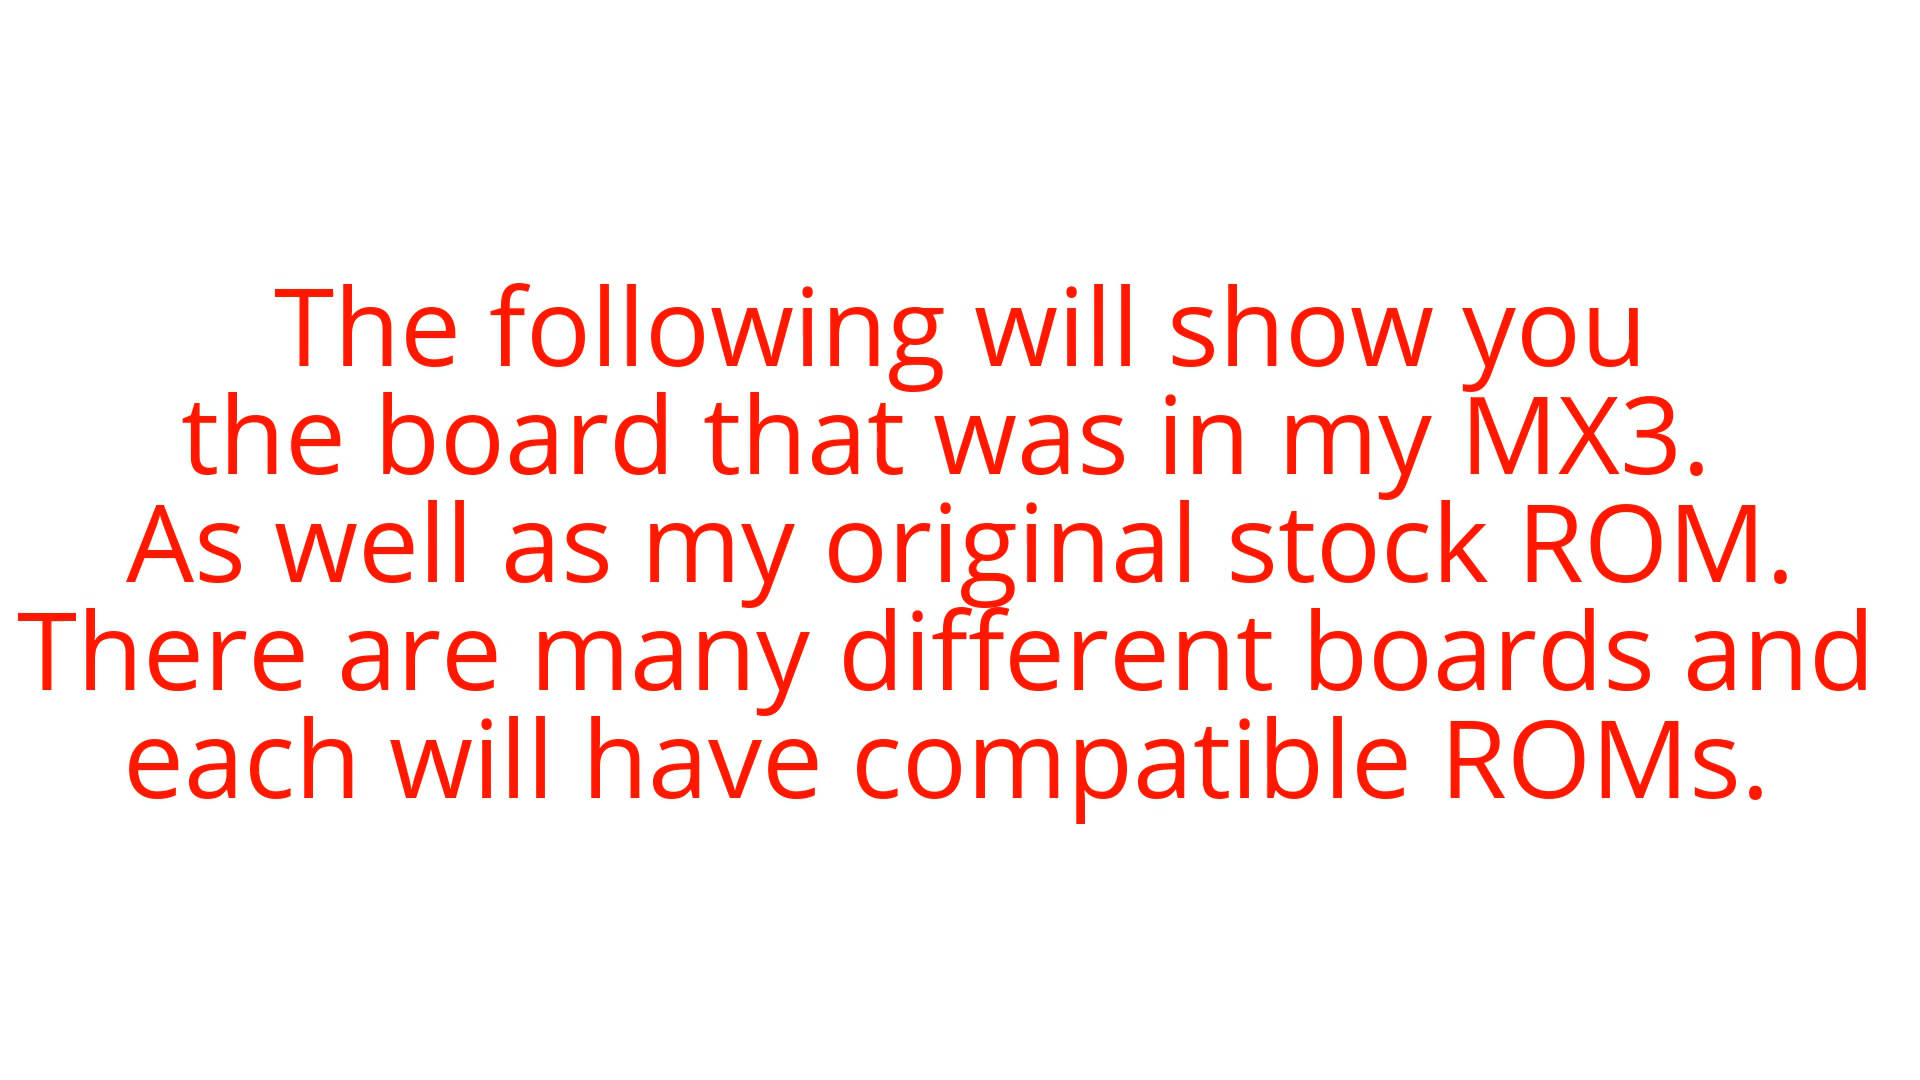 The following will show you
the board that was in my MX3.
As well as my original stock ROM.
There are many different boards and
each will have compatible ROMs.